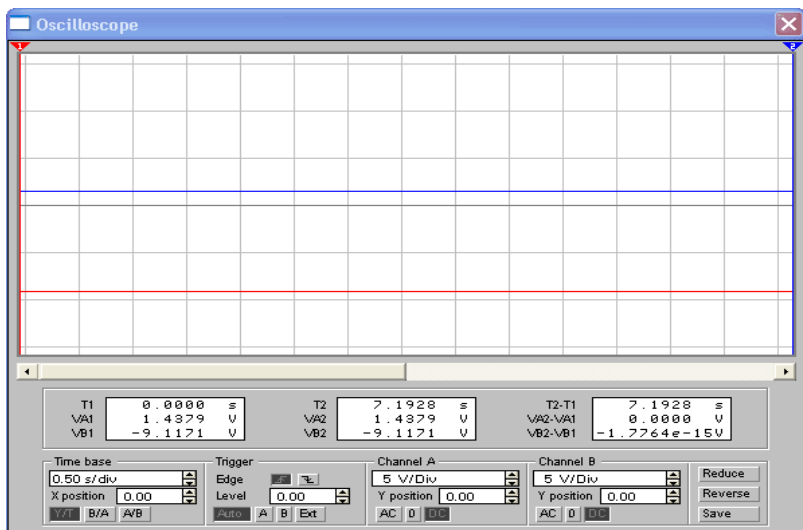 Oscilloscope
1 2
T1 0.0000 s T2 7.1928 s T2-T1 7.1928 s
VA1 1.4379 V VA2 1.4379 V VA2-VA1 0.0000 V
VB1 -9.1171 V VB2 -9.1171 V VB2-VB1 -1.7764e-15V
Time base Trigger Channel A Channel B
0.50 s/div Edge 5 V/Div 5 V/Div Reduce
X position 0.00 Level 0.00 Y position 0.00 Y position 0.00 Reverse
Y/T B/A A/B Auto A B Ext AC 0 DC AC 0 DC Save